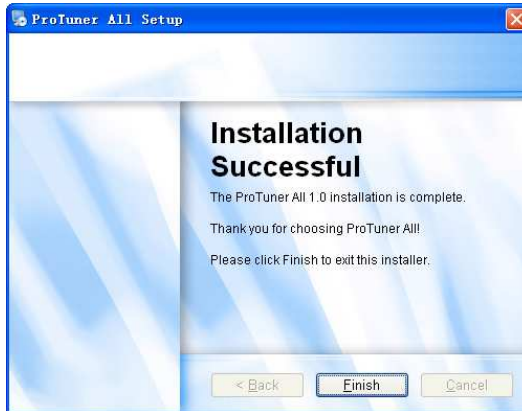 ProTuner All Setup
Installation
Successful
The ProTuner All 1.0 installation is complete.
Thank you for choosing ProTuner All!
Please click Finish to exit this installer.
< Back Finish Cancel